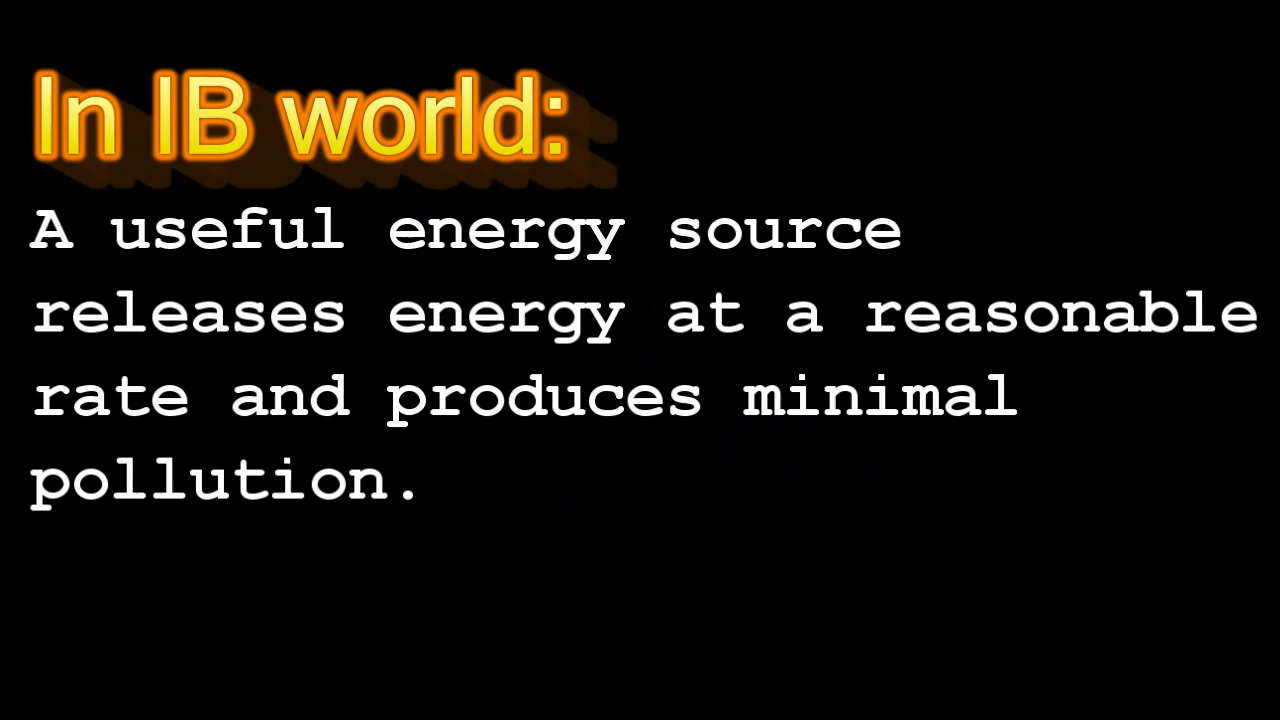 In IB world:
A useful energy source
releases energy at a reasonable
rate and produces minimal
pollution.